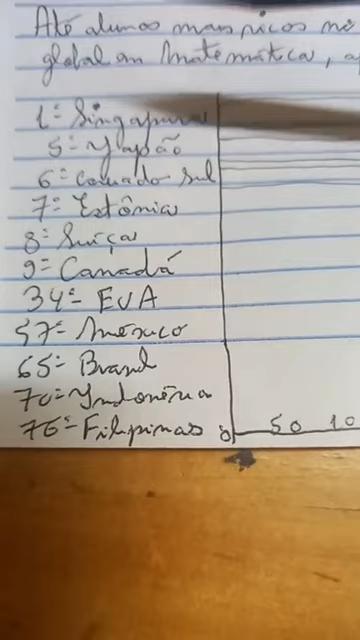 Até alunos mais ricos no
global em Matemática, a
1º= Singapura
5º= Japão
6º= Coreia do Sul
7º= Estônia
8º= Suíça
9º= Canadá
34º= EUA
57º= México
65º= Brasil
70º= Indonésia
76º= Filipinas 0 50 10